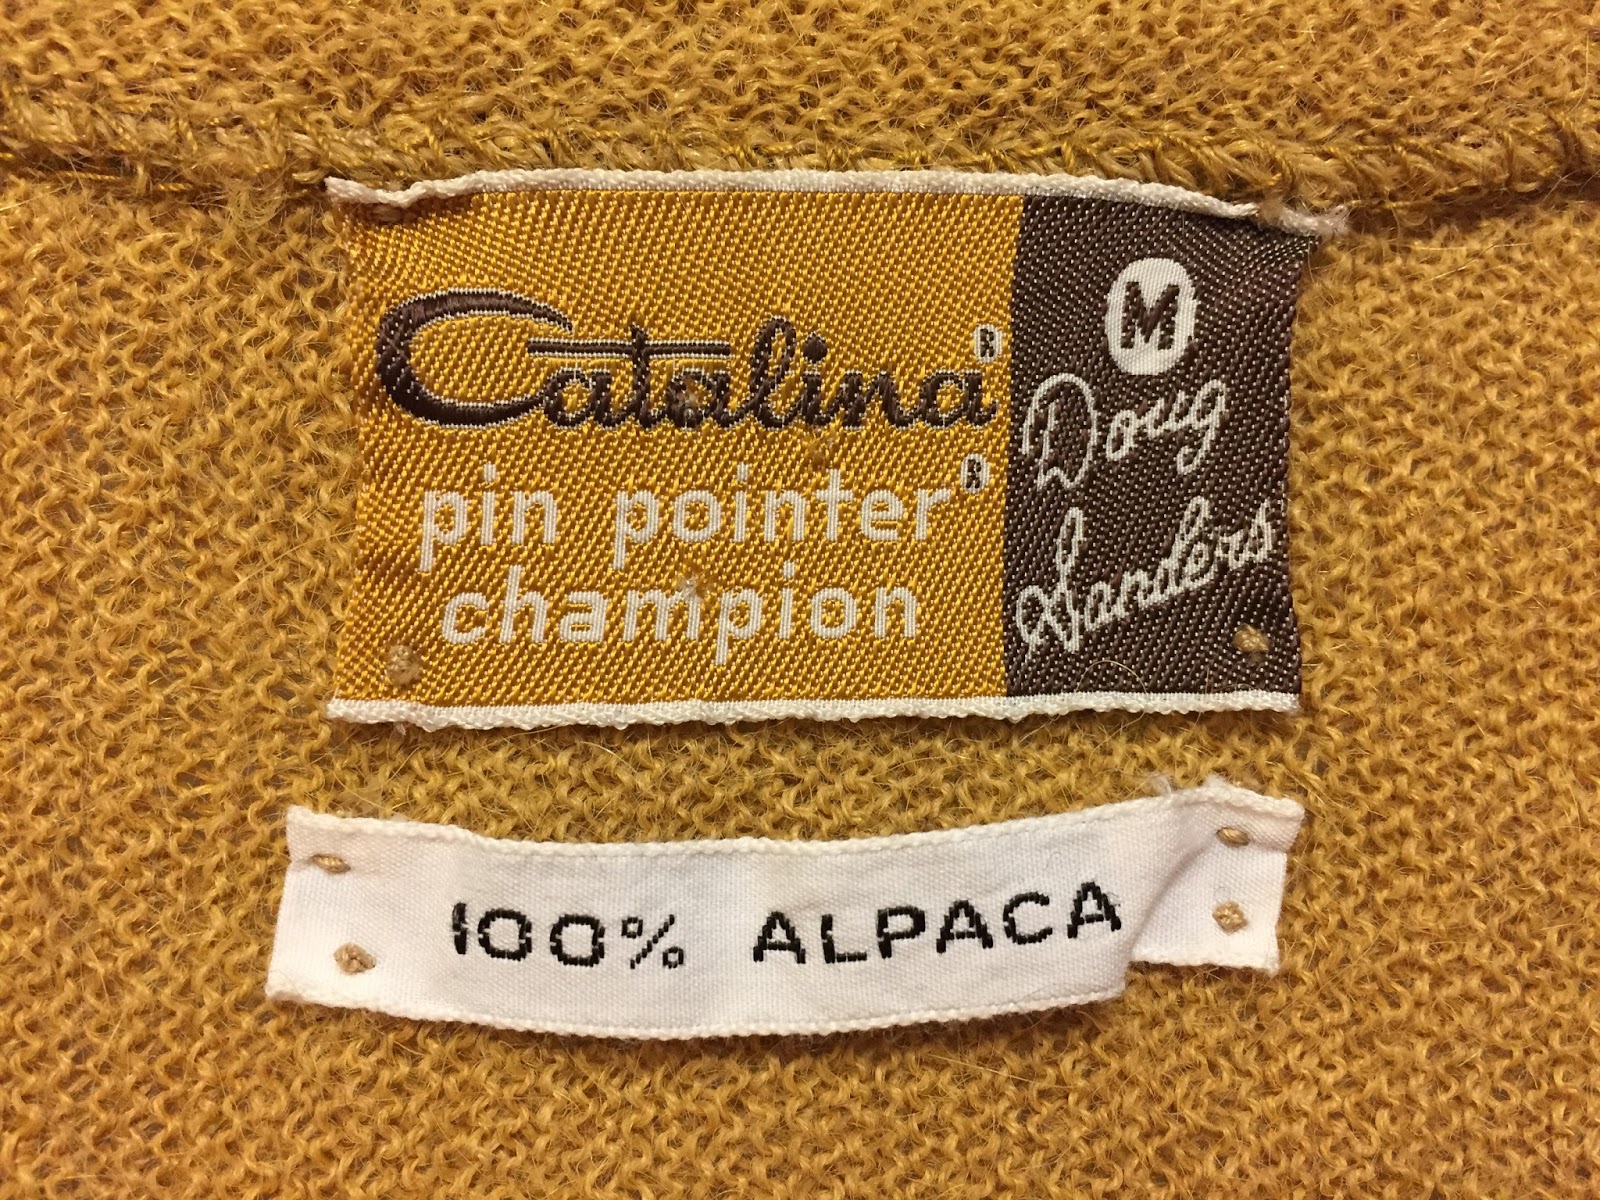 Catalina®
pin pointer®
champion
M
Doug
Sanders
100% ALPACA